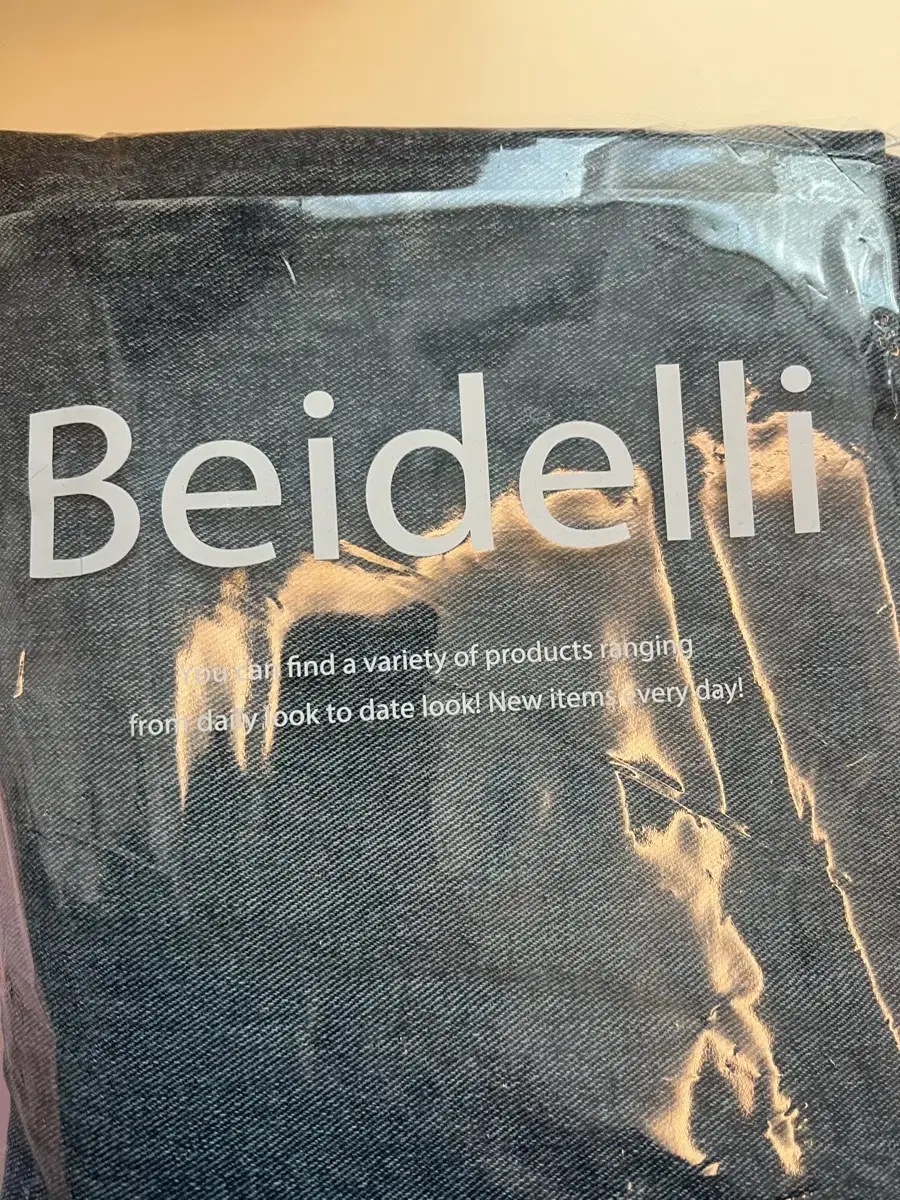 Beidelli
You can find a variety of products ranging
from daily look to date look! New items every day!